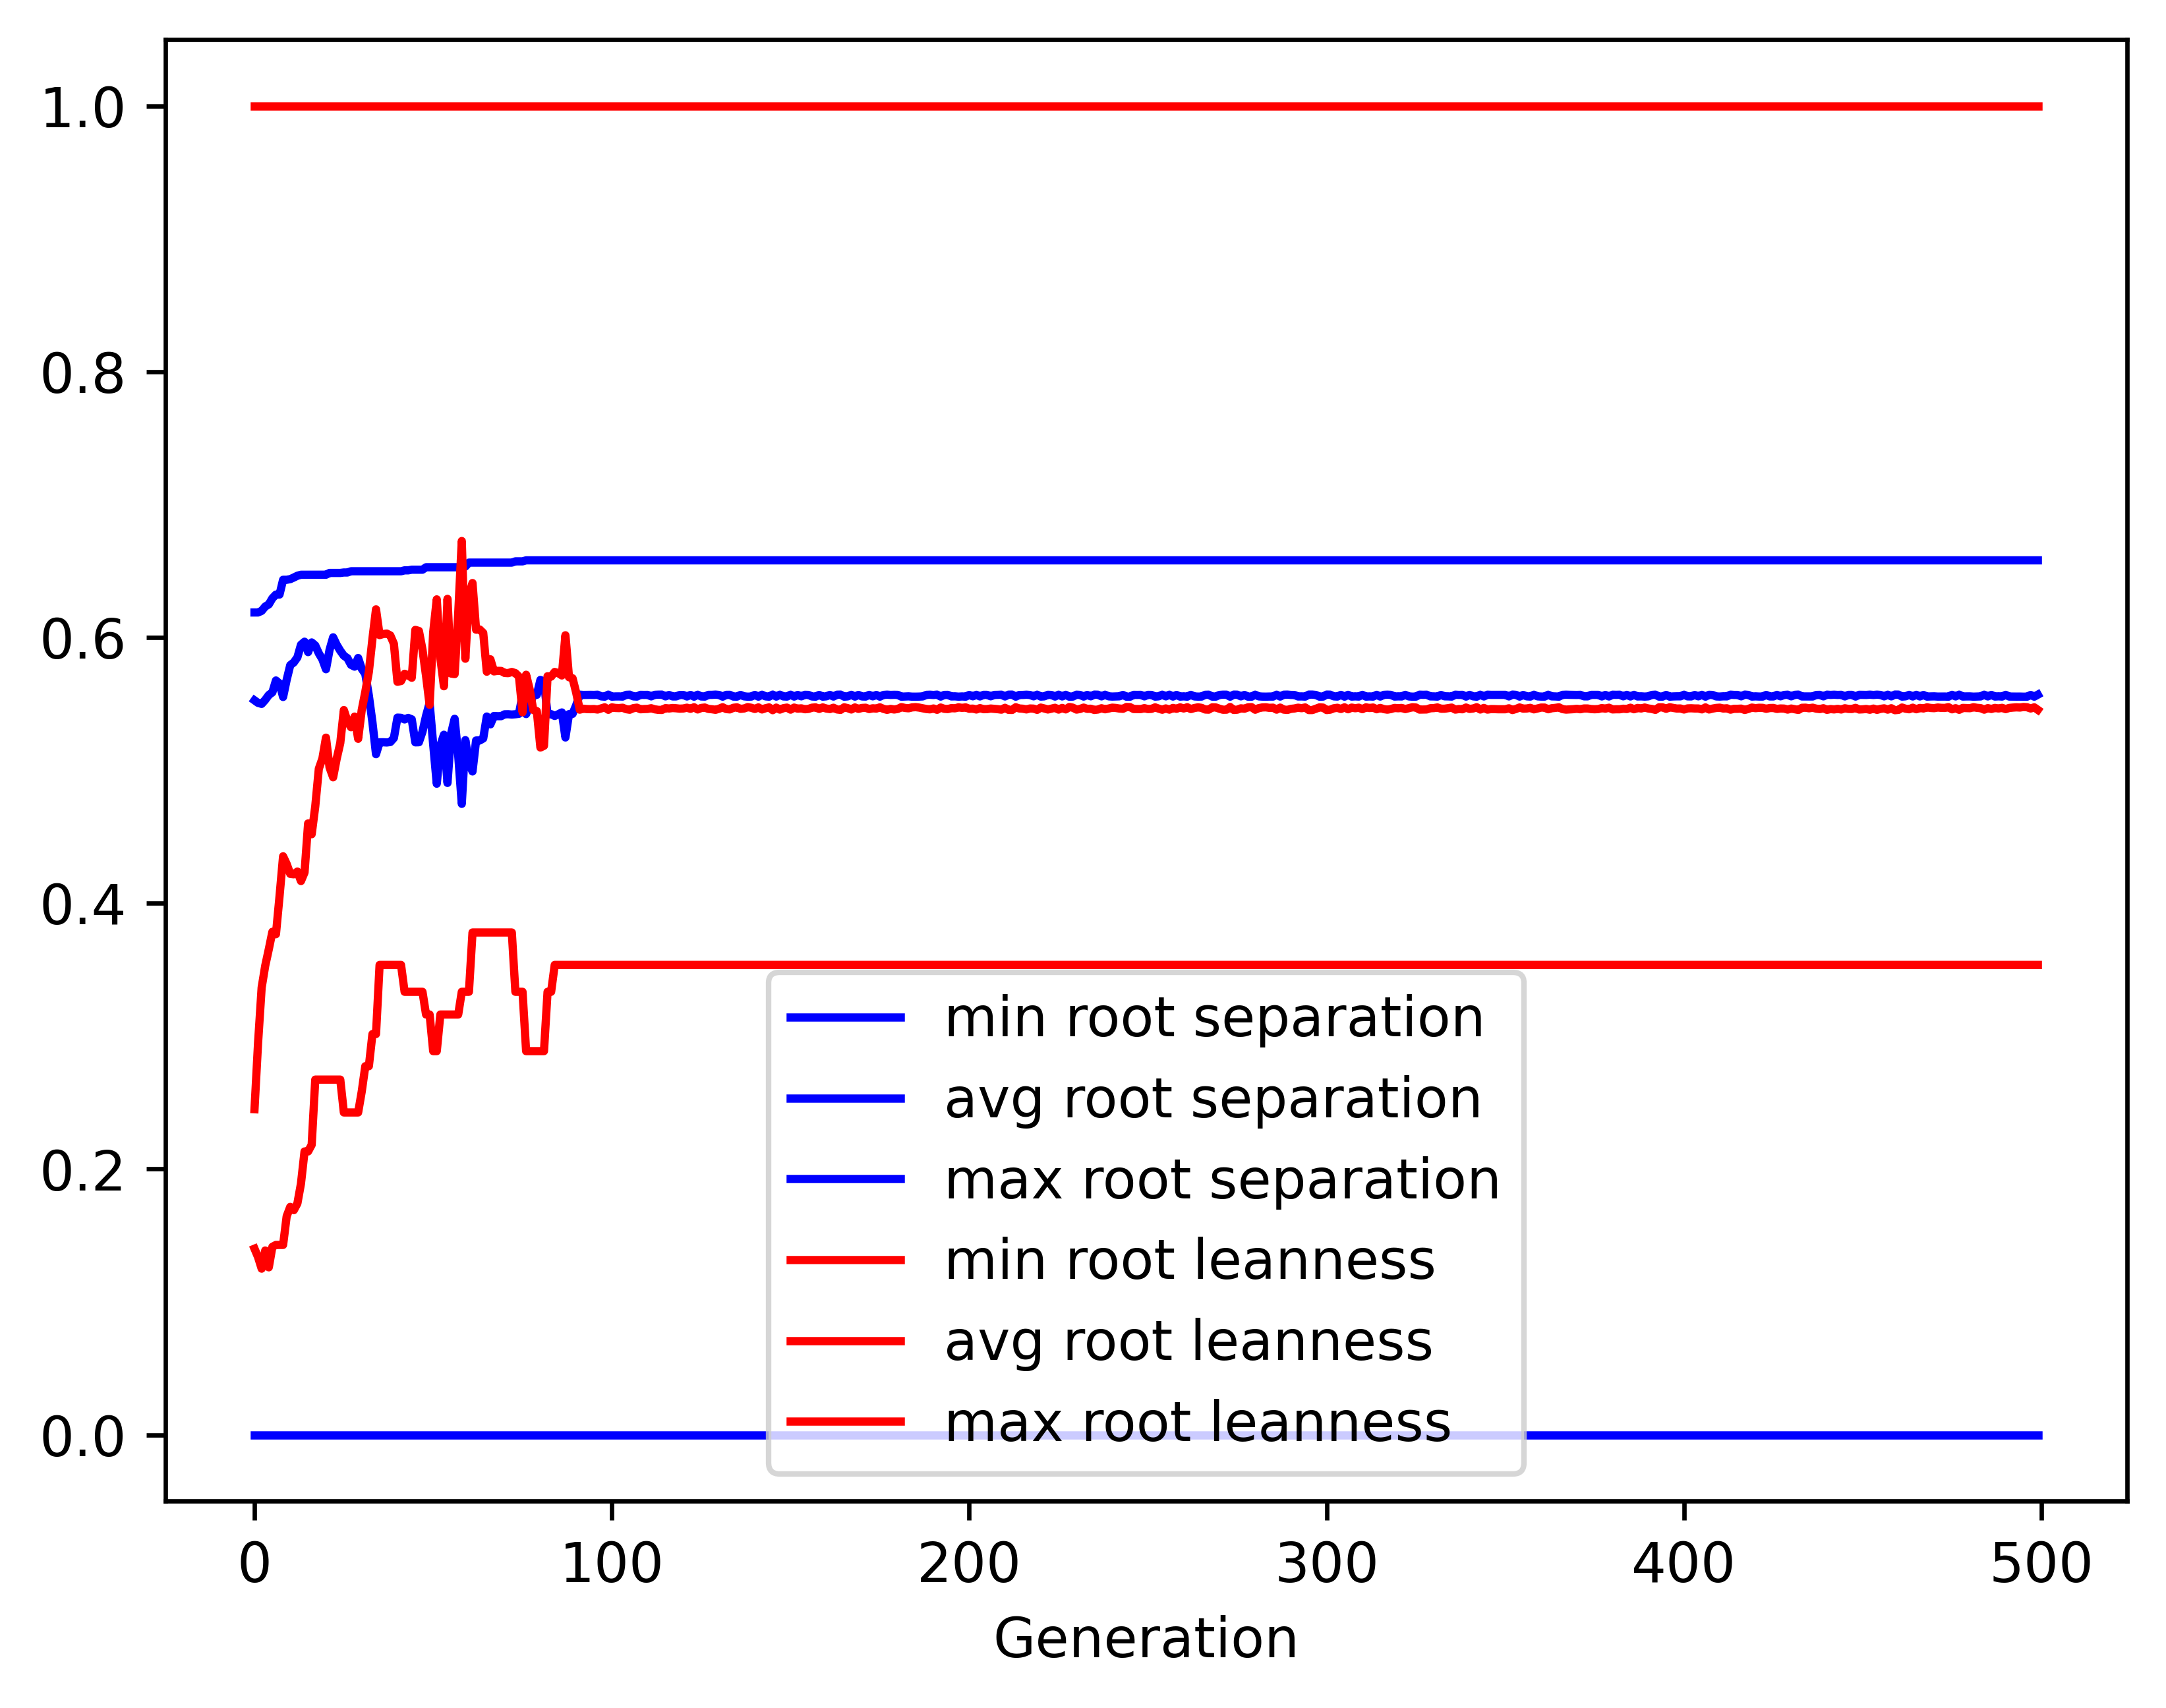 1.0
0.8
0.6
0.4
0.2
0.0
min root separation
avg root separation
max root separation
min root leanness
avg root leanness
max root leanness
0 100 200 300 400 500
Generation